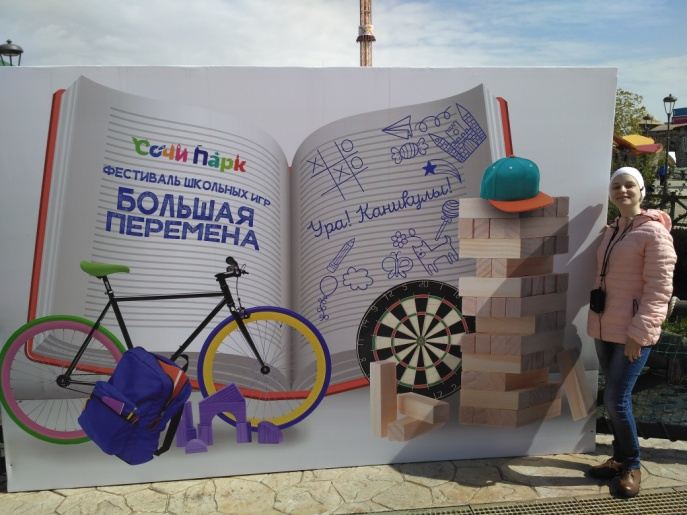 Сочи Парк
ФЕСТИВАЛЬ ШКОЛЬНЫХ ИГР
БОЛЬШАЯ
ПЕРЕМЕНА
Ура! Каникулы!